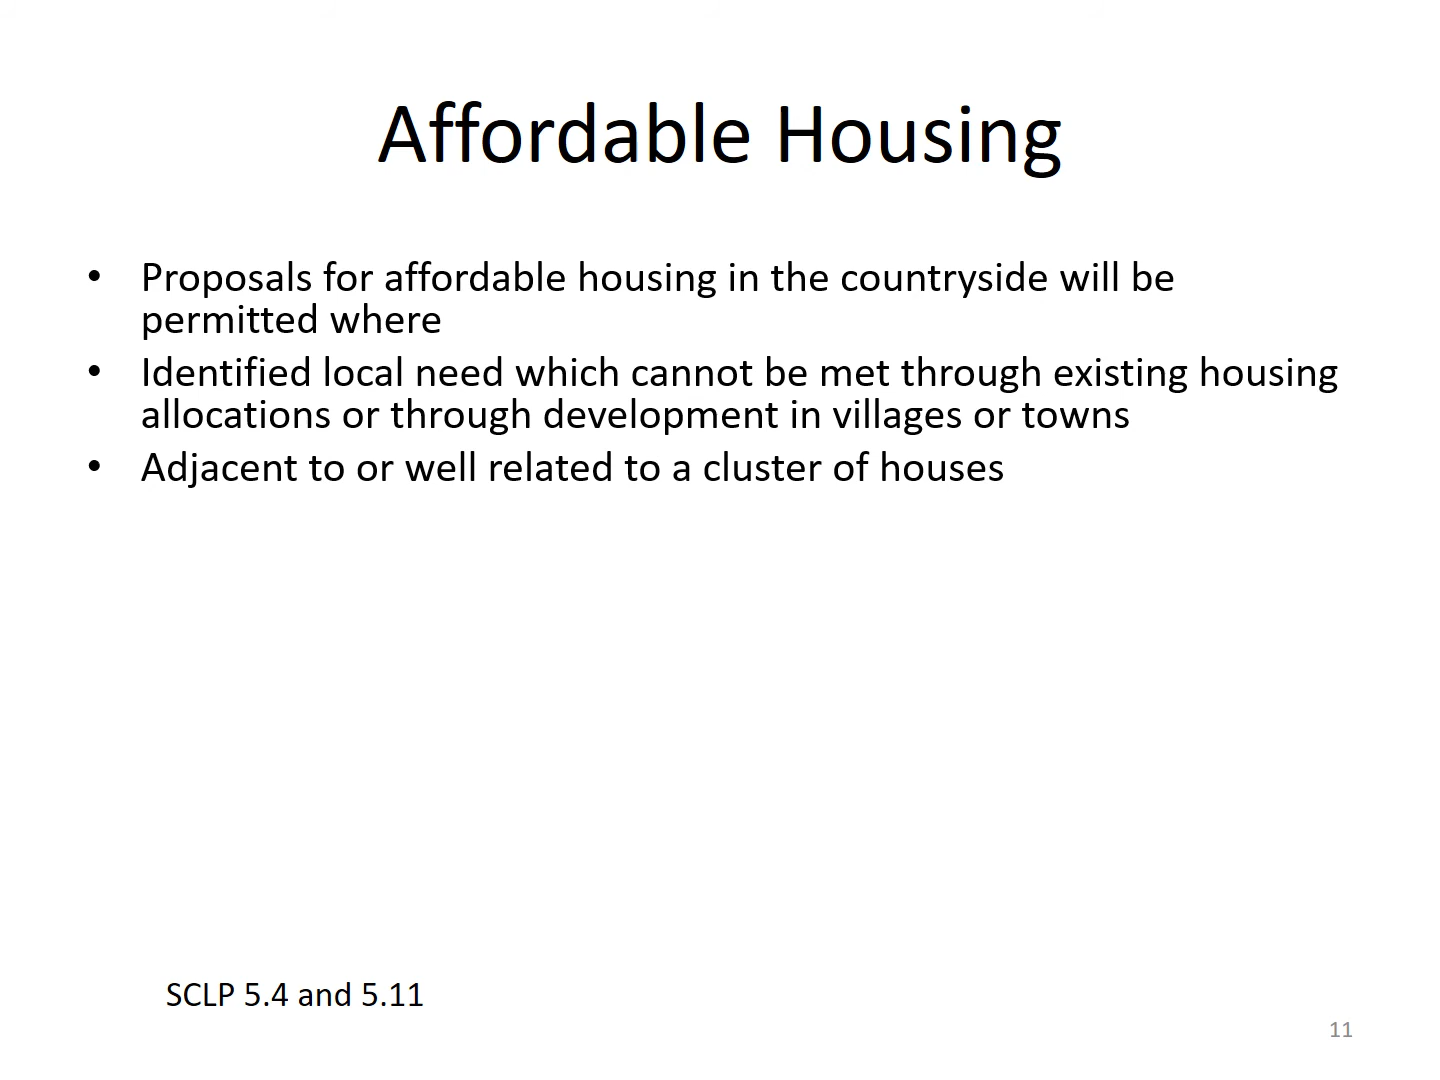 Affordable Housing
• Proposals for affordable housing in the countryside will be
permitted where
• Identified local need which cannot be met through existing housing
allocations or through development in villages or towns
• Adjacent to or well related to a cluster of houses
SCLP 5.4 and 5.11
11